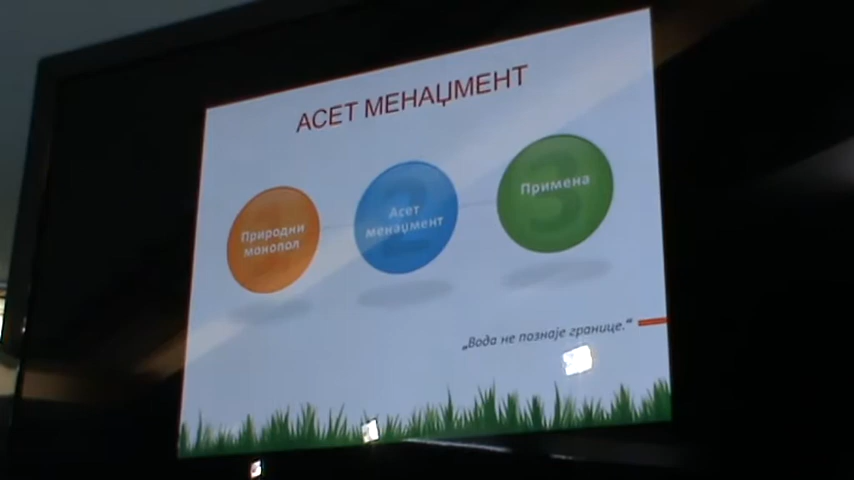 АСЕТ МЕНАЏМЕНТ
Природни
монопол
Асет
менаџмент
Примена
„Вода не познаје границе.“